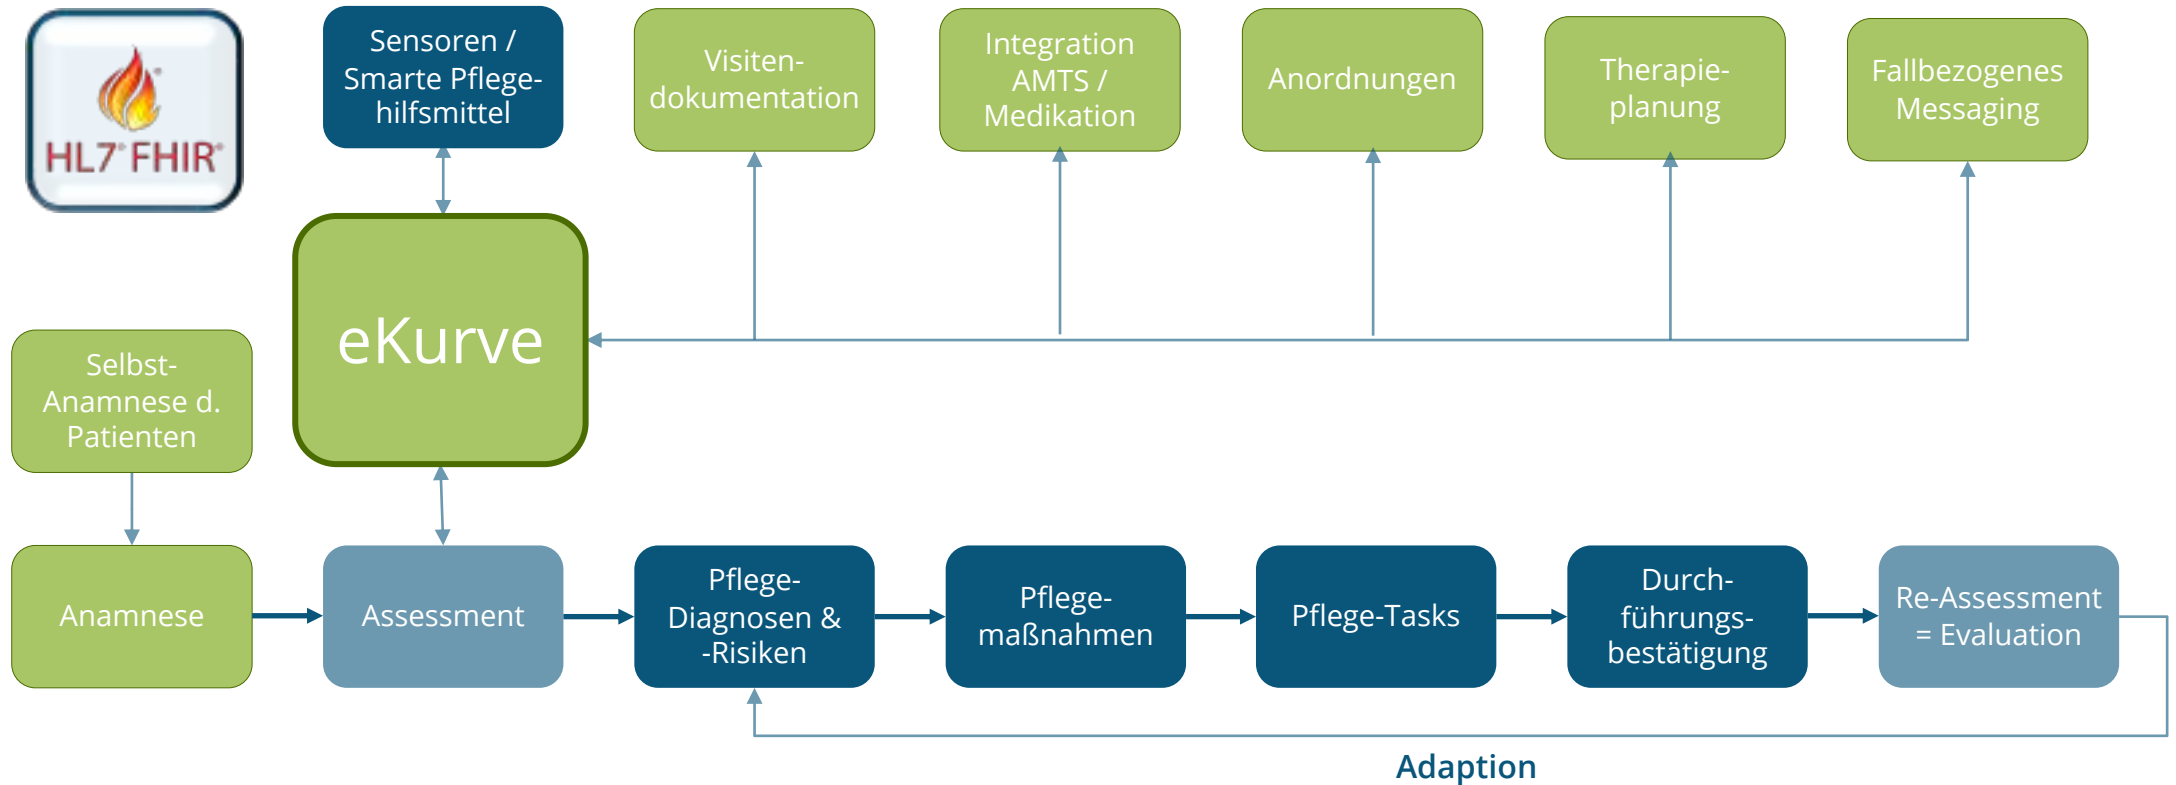 HL7® FHIR®
Sensoren /
Smarte Pflege-
hilfsmittel
Visiten-
dokumentation
Integration
AMTS /
Medikation
Anordnungen
Therapie-
planung
Fallbezogenes
Messaging
eKurve
Selbst-
Anamnese d.
Patienten
Anamnese
Assessment
Pflege-
Diagnosen &
-Risiken
Pflege-
maßnahmen
Pflege-Tasks
Durch-
führungs-
bestätigung
Re-Assessment
= Evaluation
Adaption